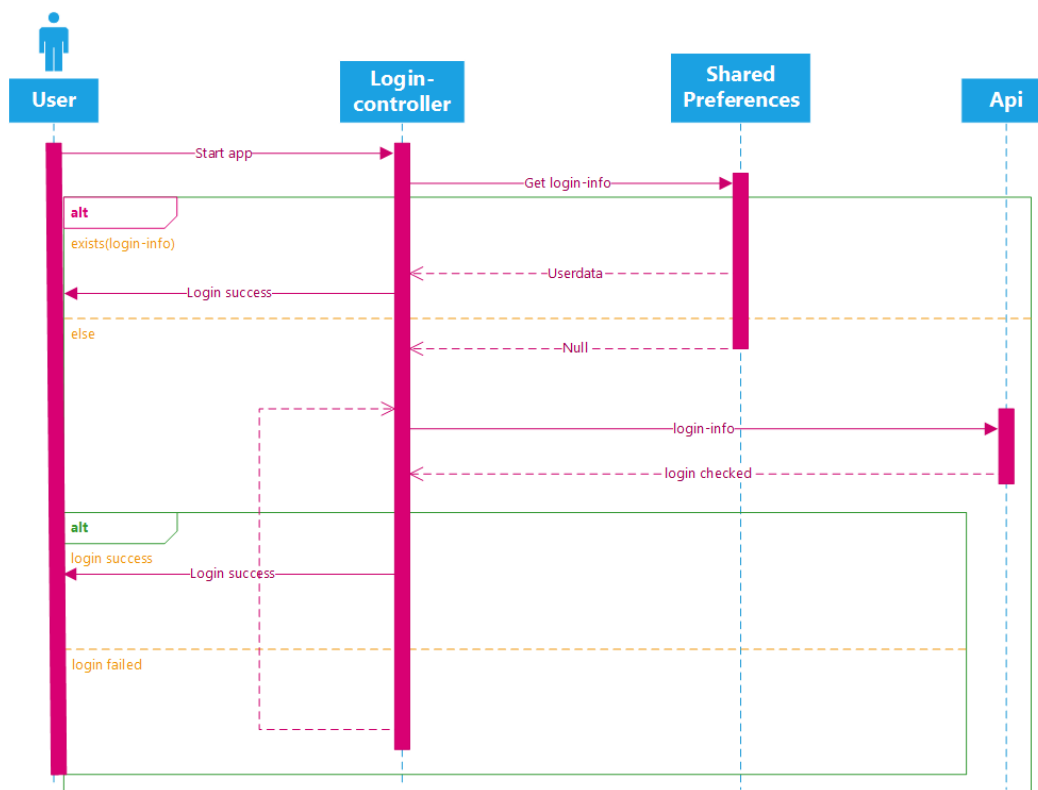 User
Login-
controller
Shared
Preferences
Api
Start app
Get login-info
alt
exists(login-info)
Userdata
Login success
else
Null
login-info
login checked
alt
login success
Login success
login failed